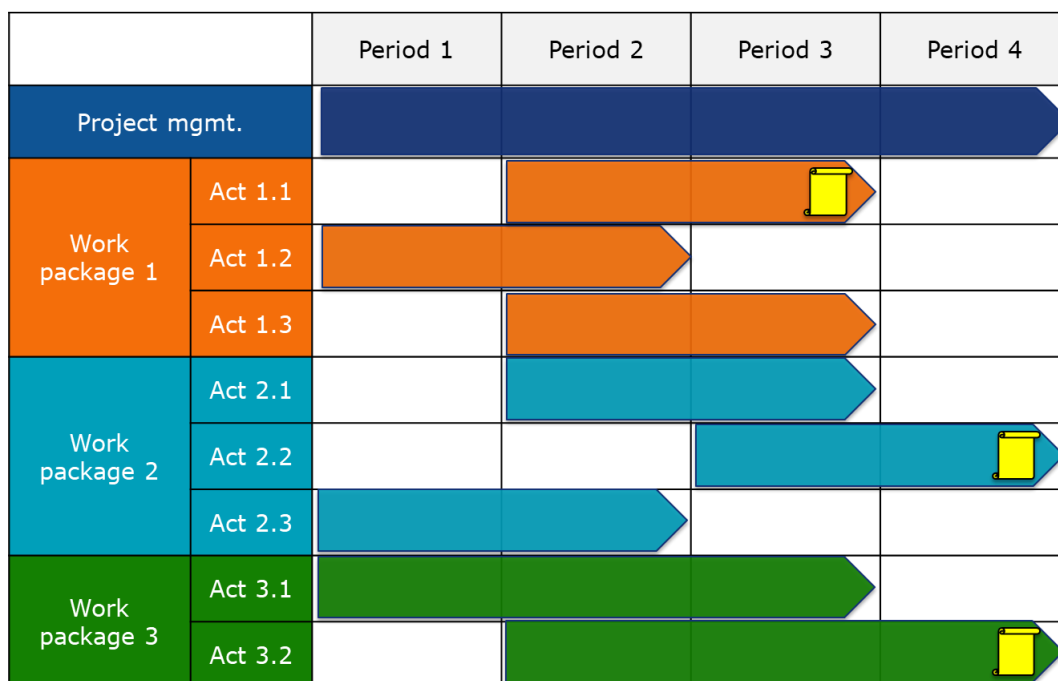 Period 1
Period 2
Period 3
Period 4
Project mgmt.
Work
package 1
Act 1.1
Act 1.2
Act 1.3
Work
package 2
Act 2.1
Act 2.2
Act 2.3
Work
package 3
Act 3.1
Act 3.2